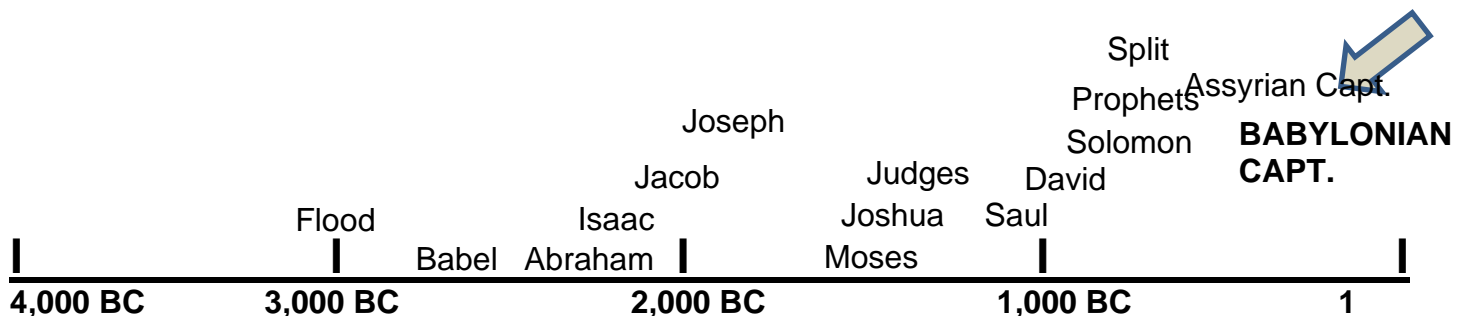 Split
Assyrian Capt.
Prophets
Joseph
BABYLONIAN
CAPT.
Solomon
Jacob
Judges
David
Flood
Isaac
Joshua
Saul
Babel
Abraham
Moses
4,000 BC
3,000 BC
2,000 BC
1,000 BC
1